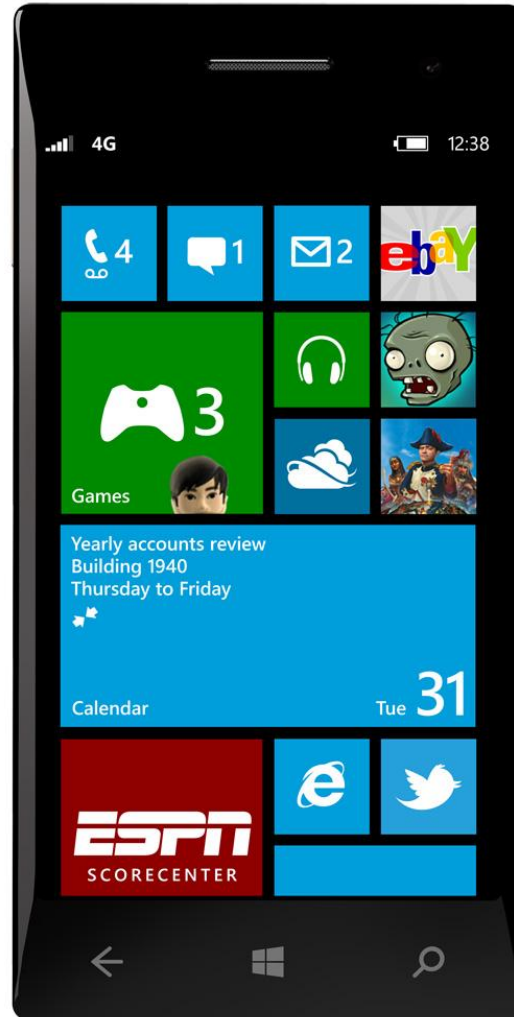 4G 12:38
4 1 2 ebaY
3
Games
Yearly accounts review
Building 1940
Thursday to Friday
Calendar Tue 31
ESPN
SCORECENTER